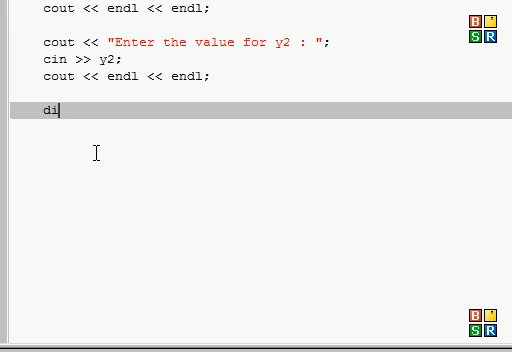 cout << endl << endl;
cout << "Enter the value for y2 : ";
cin >> y2;
cout << endl << endl;
di
B '
S R
B '
S R